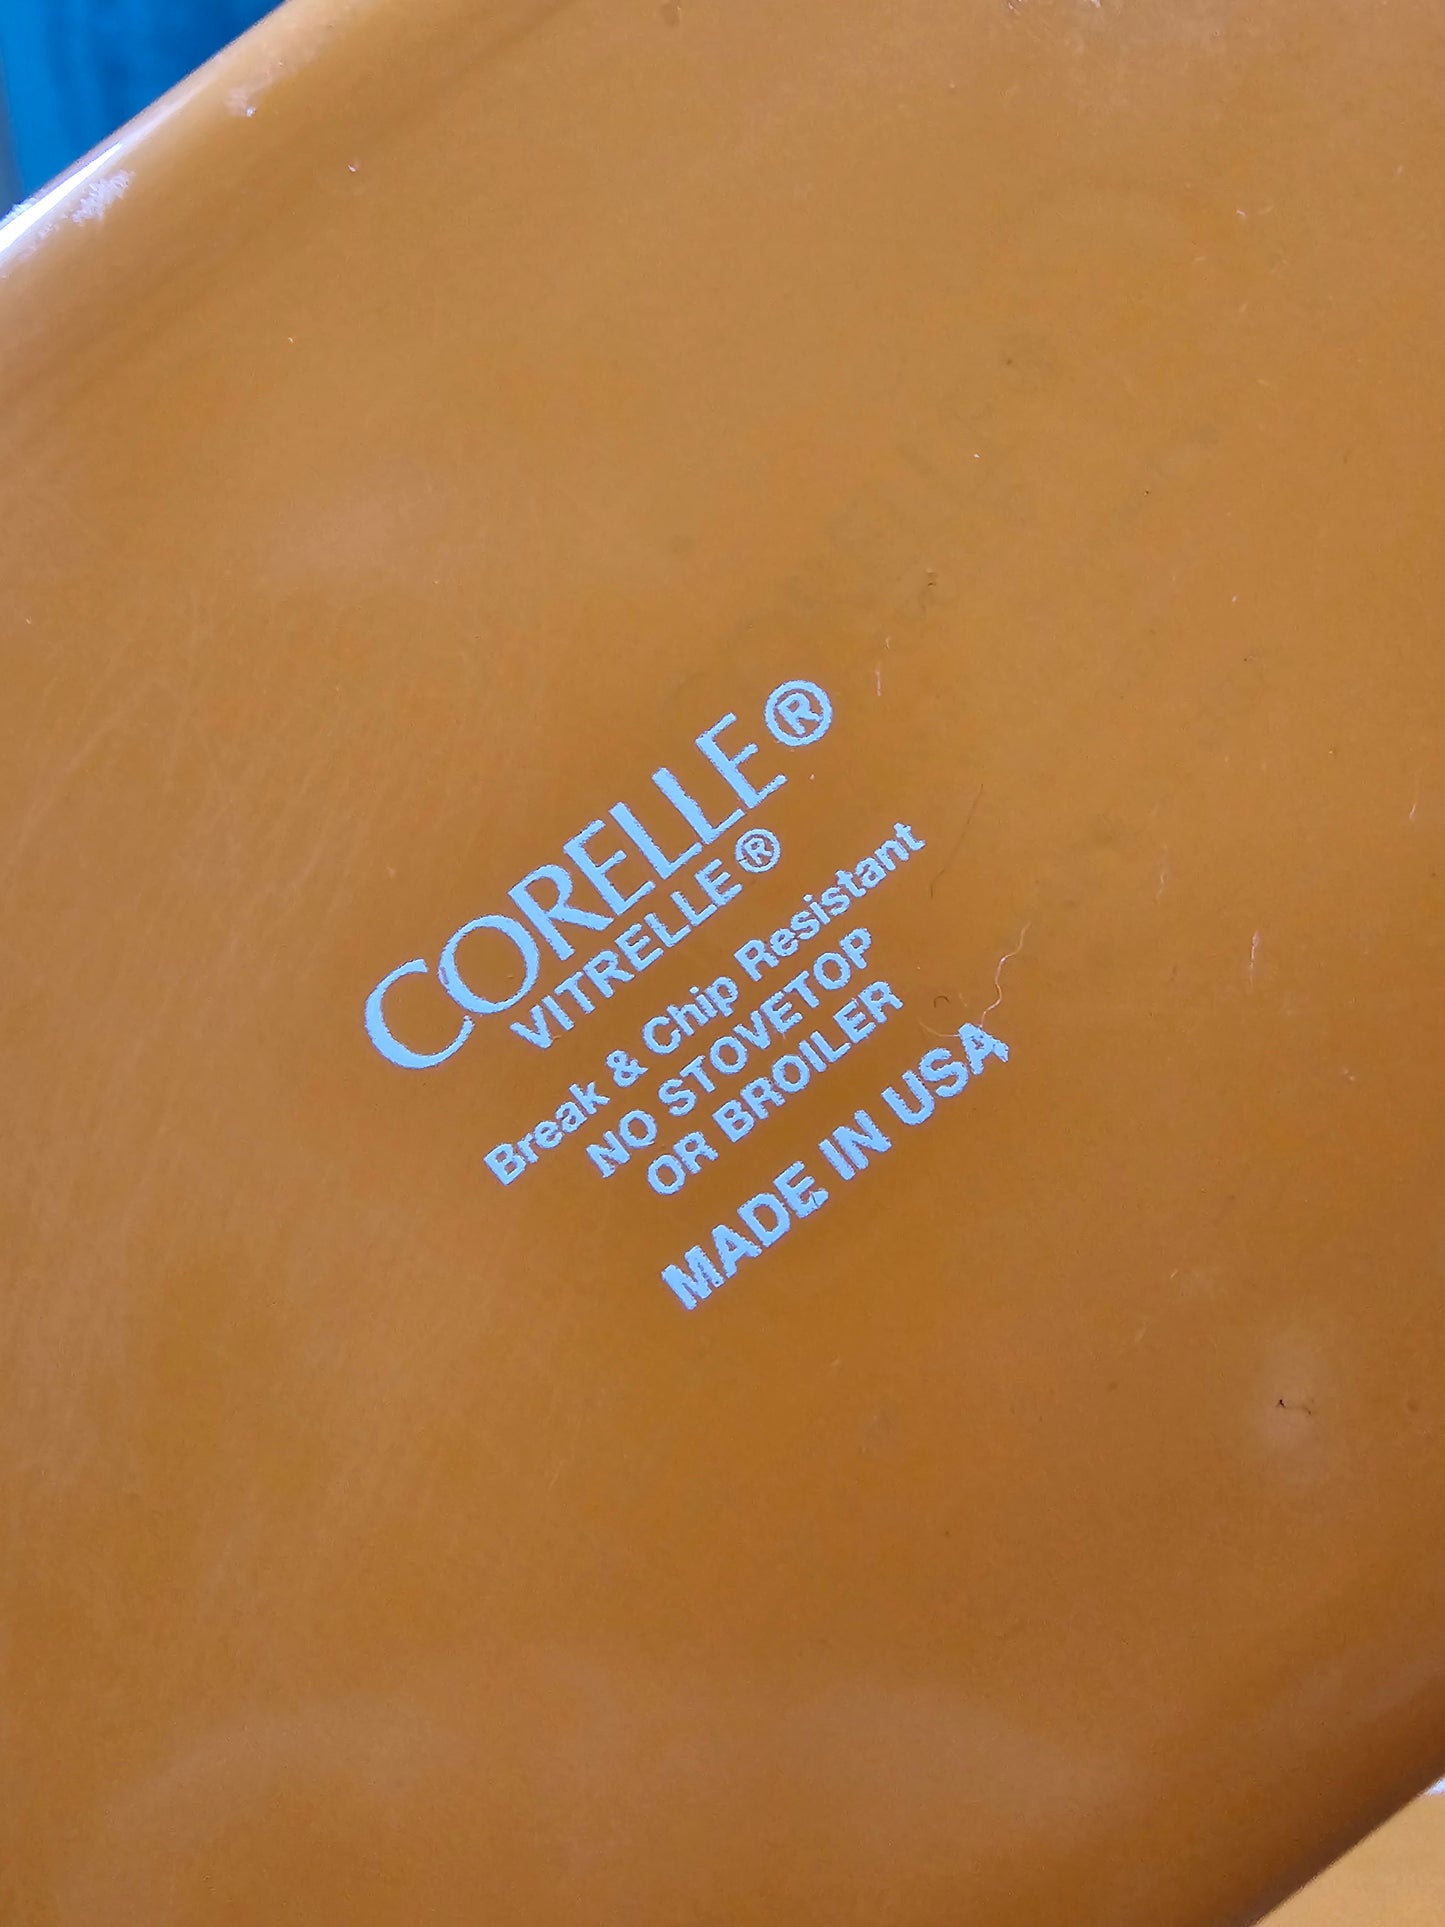 CORELLE®
VITRELLE®
Break & Chip Resistant
NO STOVETOP
OR BROILER
MADE IN USA